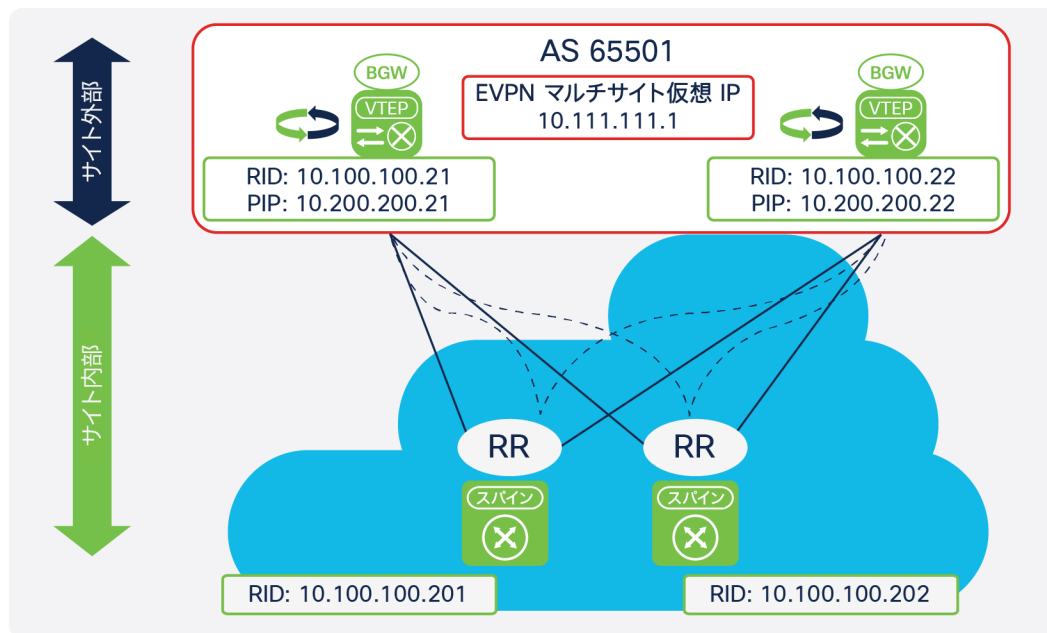 サイト外部
AS 65501
BGW
VTEP
EVPN マルチサイト仮想 IP
10.111.111.1
BGW
VTEP
RID: 10.100.100.21
PIP: 10.200.200.21
RID: 10.100.100.22
PIP: 10.200.200.22
サイト内部
RR
RR
スパイン
スパイン
RID: 10.100.100.201
RID: 10.100.100.202